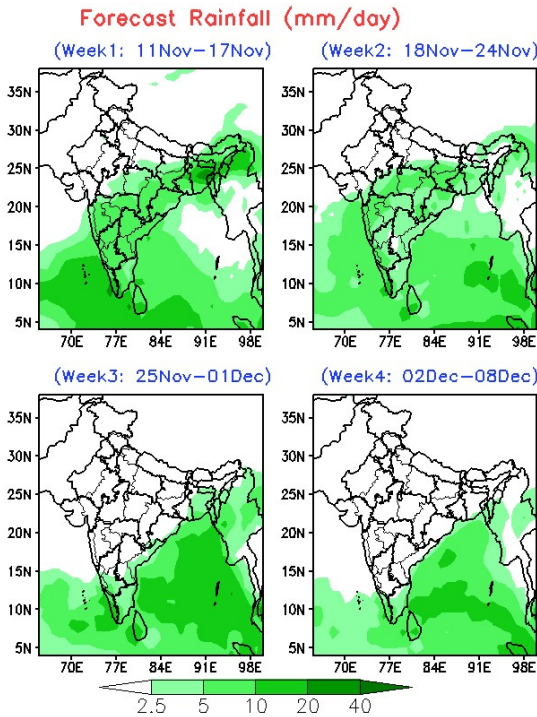 Forecast Rainfall (mm/day)
(Week1: 11Nov−17Nov) (Week2: 18Nov−24Nov)
35N 35N
30N 30N
25N 25N
20N 20N
15N 15N
10N 10N
5N 5N
70E 77E 84E 91E 98E 70E 77E 84E 91E 98E
(Week3: 25Nov−01Dec) (Week4: 02Dec−08Dec)
35N 35N
30N 30N
25N 25N
20N 20N
15N 15N
10N 10N
5N 5N
70E 77E 84E 91E 98E 70E 77E 84E 91E 98E
2.5 5 10 20 40